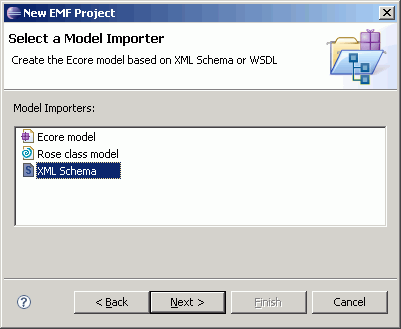 New EMF Project
Select a Model Importer
Create the Ecore model based on XML Schema or WSDL
Model Importers:
Ecore model
Rose class model
XML Schema
< Back Next > Finish Cancel